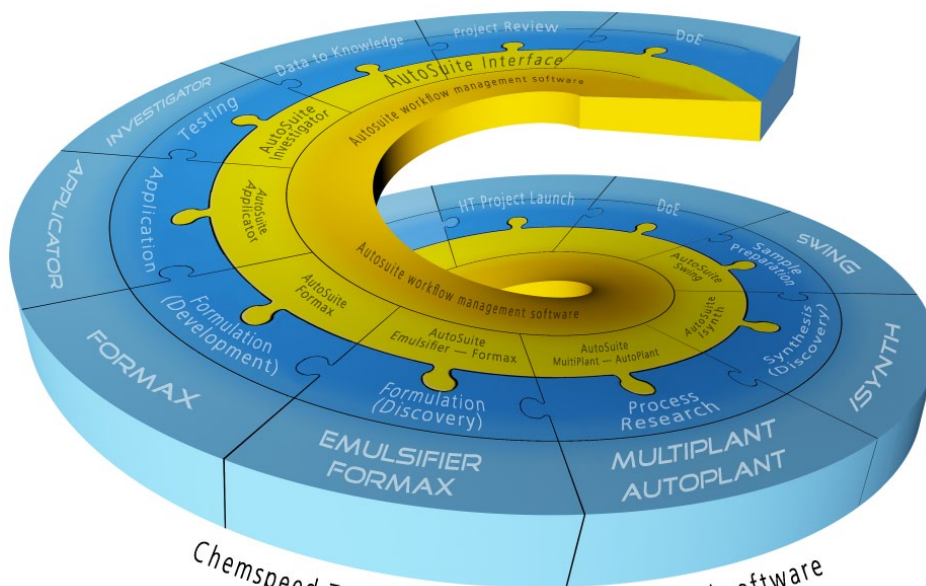 Project Review
DoE
Data to Knowledge
AutoSuite Interface
Autosuite workflow management software
INVESTIGATOR
Testing
AutoSuite
Investigator
APPLICATOR
Application
AutoSuite
Applicator
HT Project Launch
DoE
Sample
Preparation
SWING
AutoSuite
Swing
AutoSuite
Isynth
Synthesis
(Discovery)
ISYNTH
Autosuite workflow management software
AutoSuite
Formax
Formulation
(Development)
FORMAX
AutoSuite
Emulsifier — Formax
Formulation
(Discovery)
EMULSIFIER
FORMAX
AutoSuite
MultiPlant — AutoPlant
Process
Research
MULTIPLANT
AUTOPLANT
Chemspeed
software